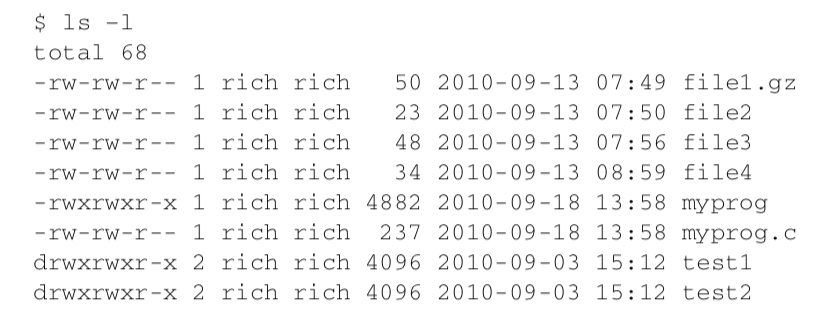 $ ls -l
total 68
-rw-rw-r-- 1 rich rich   50 2010-09-13 07:49 file1.gz
-rw-rw-r-- 1 rich rich   23 2010-09-13 07:50 file2
-rw-rw-r-- 1 rich rich   48 2010-09-13 07:56 file3
-rw-rw-r-- 1 rich rich   34 2010-09-13 08:59 file4
-rwxrwxr-x 1 rich rich 4882 2010-09-18 13:58 myprog
-rw-rw-r-- 1 rich rich  237 2010-09-18 13:58 myprog.c
drwxrwxr-x 2 rich rich 4096 2010-09-03 15:12 test1
drwxrwxr-x 2 rich rich 4096 2010-09-03 15:12 test2